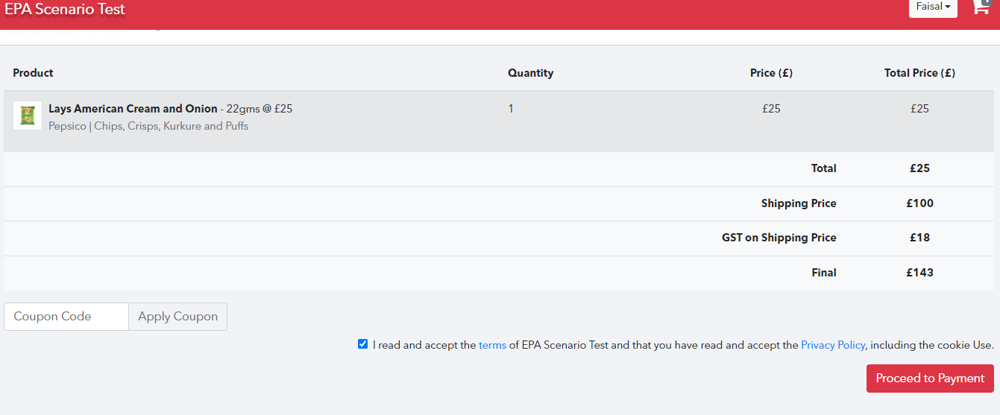 EPA Scenario Test
Faisal
Product Quantity Price (£) Total Price (£)
Lays American Cream and Onion - 22gms @ £25 1 £25 £25
Pepsico | Chips, Crisps, Kurkure and Puffs
Total £25
Shipping Price £100
GST on Shipping Price £18
Final £143
Coupon Code Apply Coupon
I read and accept the terms of EPA Scenario Test and that you have read and accept the Privacy Policy, including the cookie Use.
Proceed to Payment